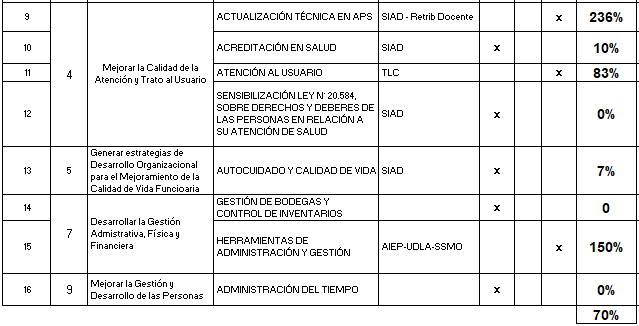 9 ACTUALIZACIÓN TÉCNICA EN APS SIAD - Retrib Docente x 236%
4 Mejorar la Calidad de la
Atención y Trato al Usuario
10 ACREDITACIÓN EN SALUD SIAD x 10%
11 ATENCIÓN AL USUARIO TLC x 83%
12 SENSIBILIZACIÓN LEY N° 20.584,
SOBRE DERECHOS Y DEBERES DE
LAS PERSONAS EN RELACIÓN A
SU ATENCIÓN DE SALUD SIAD x 0%
13 5 Generar estrategias de
Desarrollo Organizacional
para el Mejoramiento de la
Calidad de Vida Funcioaria AUTOCUIDADO Y CALIDAD DE VIDA SIAD x 7%
14 GESTIÓN DE BODEGAS Y
CONTROL DE INVENTARIOS x 0
7 Desarrollar la Gestión
Admistrativa, Física y
Financiera
15 HERRAMIENTAS DE
ADMINISTRACIÓN Y GESTIÓN AIEP-UDLA-SSMO x 150%
16 9 Mejorar la Gestión y
Desarrollo de las Personas ADMINISTRACIÓN DEL TIEMPO x 0%
70%